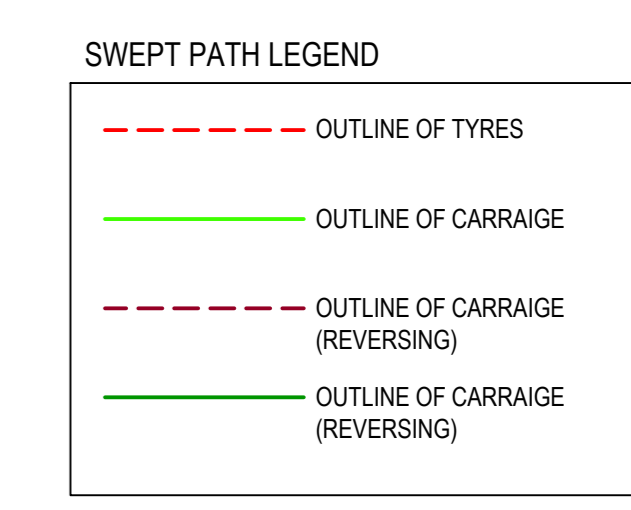 SWEPT PATH LEGEND
OUTLINE OF TYRES
OUTLINE OF CARRAIGE
OUTLINE OF CARRAIGE
(REVERSING)
OUTLINE OF CARRAIGE
(REVERSING)